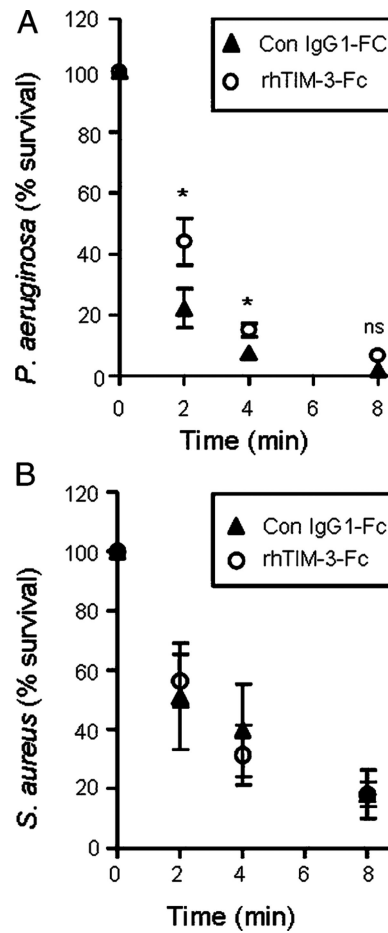 A
120
Con IgG1-FC
rhTIM-3-Fc
100
80
60
*
40
*
20
ns
0
0 2 4 6 8
P. aeruginosa (% survival)
Time (min)
B
120
Con IgG1-Fc
rhTIM-3-Fc
100
80
60
40
20
0
0 2 4 6 8
S. aureus (% survival)
Time (min)